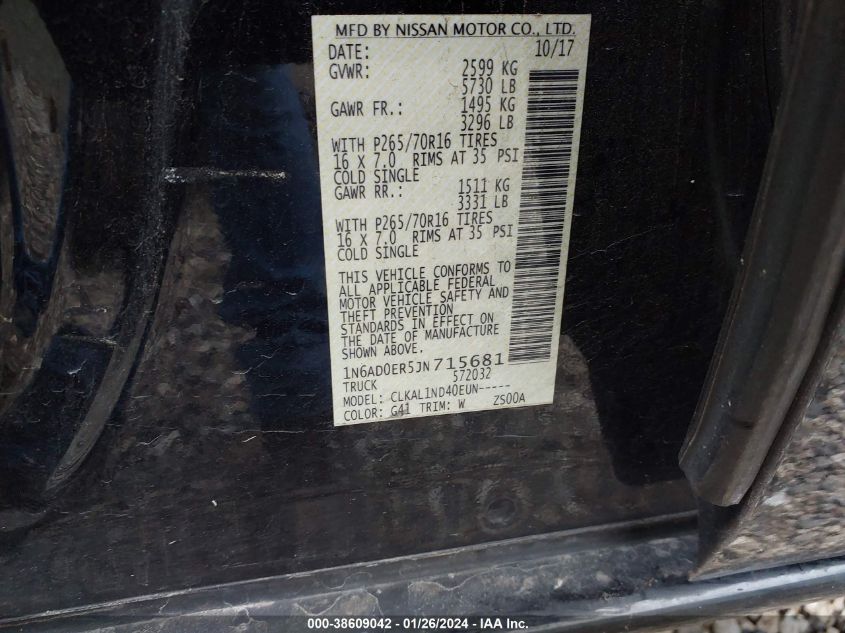 MFD BY NISSAN MOTOR CO., LTD.
DATE: 10/17
GVWR: 2599 KG
5730 LB
GAWR FR.: 1495 KG
3296 LB
WITH P265/70R16 TIRES
16 X 7.0 RIMS AT 35 PSI
COLD SINGLE
GAWR RR.: 1511 KG
3331 LB
WITH P265/70R16 TIRES
16 X 7.0 RIMS AT 35 PSI
COLD SINGLE
THIS VEHICLE CONFORMS TO
ALL APPLICABLE FEDERAL
MOTOR VEHICLE SAFETY AND
THEFT PREVENTION
STANDARDS IN EFFECT ON
THE DATE OF MANUFACTURE
SHOWN ABOVE.
1N6AD0ER5JN715681
TRUCK 572032
MODEL: CLKALIND40EUN-----
COLOR: G41 TRIM: W ZS00A
000-38609042 - 01/26/2024 - IAA Inc.